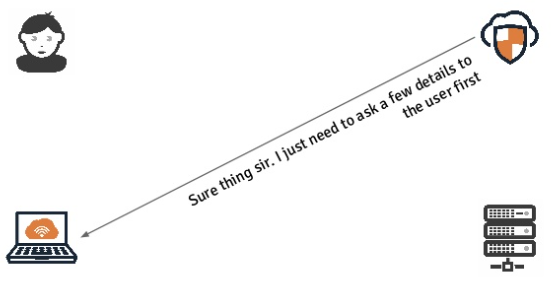 Sure thing sir. I just need to ask a few details to
the user first